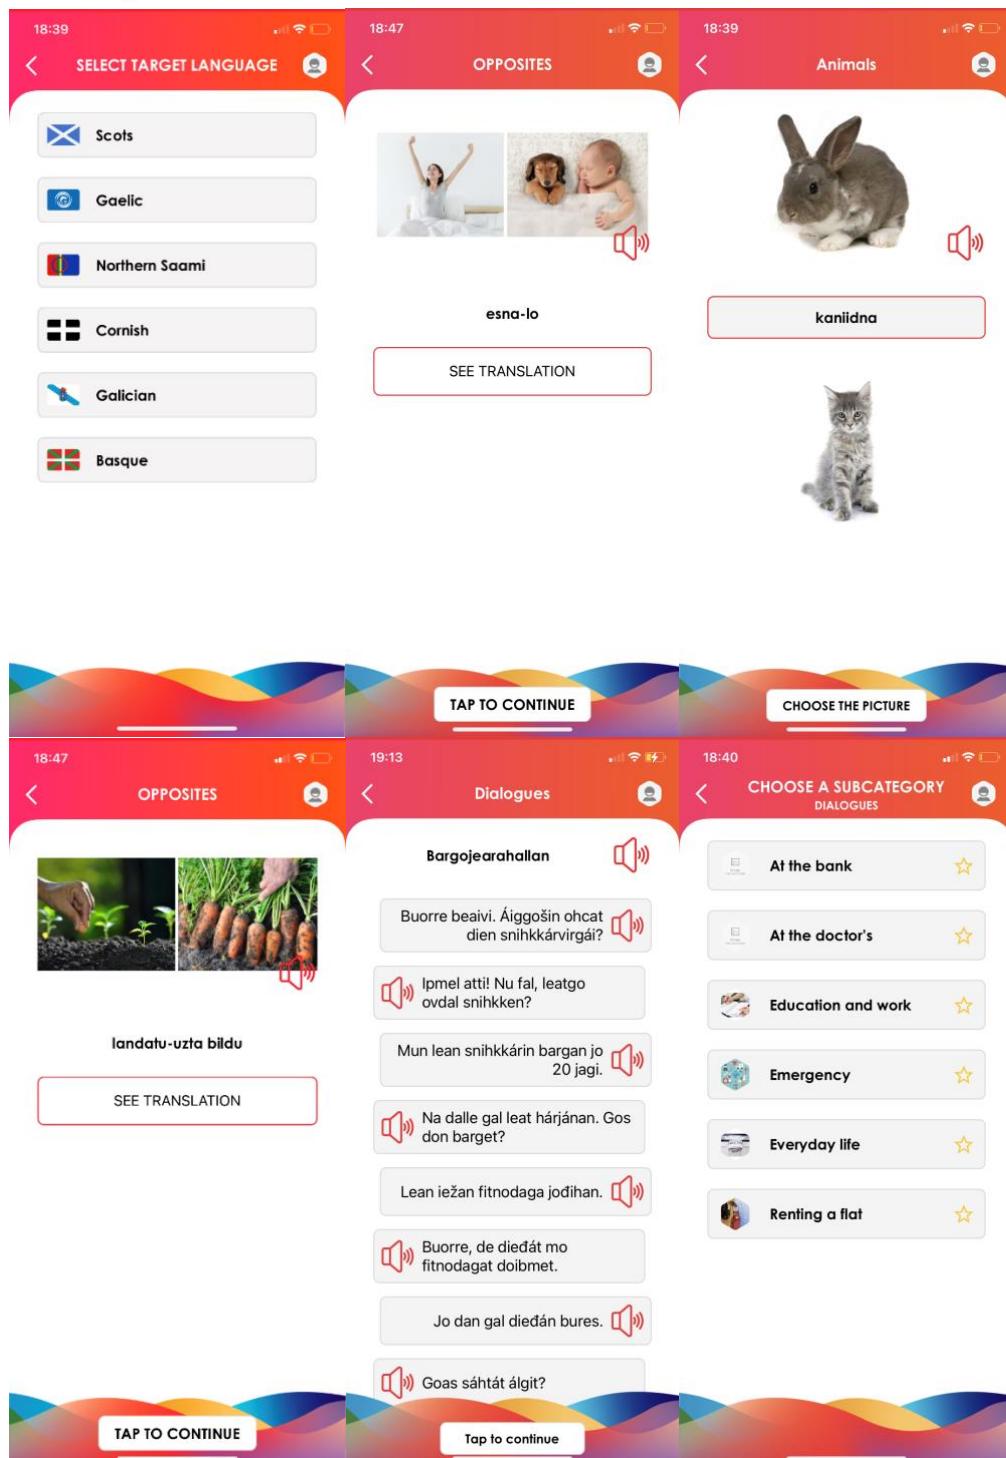 18:39
SELECT TARGET LANGUAGE
Scots
Gaelic
Northern Saami
Cornish
Galician
Basque
18:47
OPPOSITES
esna-lo
SEE TRANSLATION
TAP TO CONTINUE
18:39
Animals
kaniidna
CHOOSE THE PICTURE
18:47
OPPOSITES
landatu-uzta bildu
SEE TRANSLATION
TAP TO CONTINUE
19:13
Dialogues
Bargojearahallan
Buorre beaivi. Áiggošin ohcat
dien snihkkárvirgái?
Ipmel atti! Nu fal, leatgo
ovdal snihkken?
Mun lean snihkkárin bargan jo
20 jagi.
Na dalle gal leat hárjánan. Gos
don barget?
Lean iežan fitnodaga jođihan.
Buorre, de dieđát mo
fitnodagat doibmet.
Jo dan gal dieđán bures.
Goas sáhtát álgit?
Tap to continue
18:40
CHOOSE A SUBCATEGORY
DIALOGUES
At the bank
At the doctor's
Education and work
Emergency
Everyday life
Renting a flat